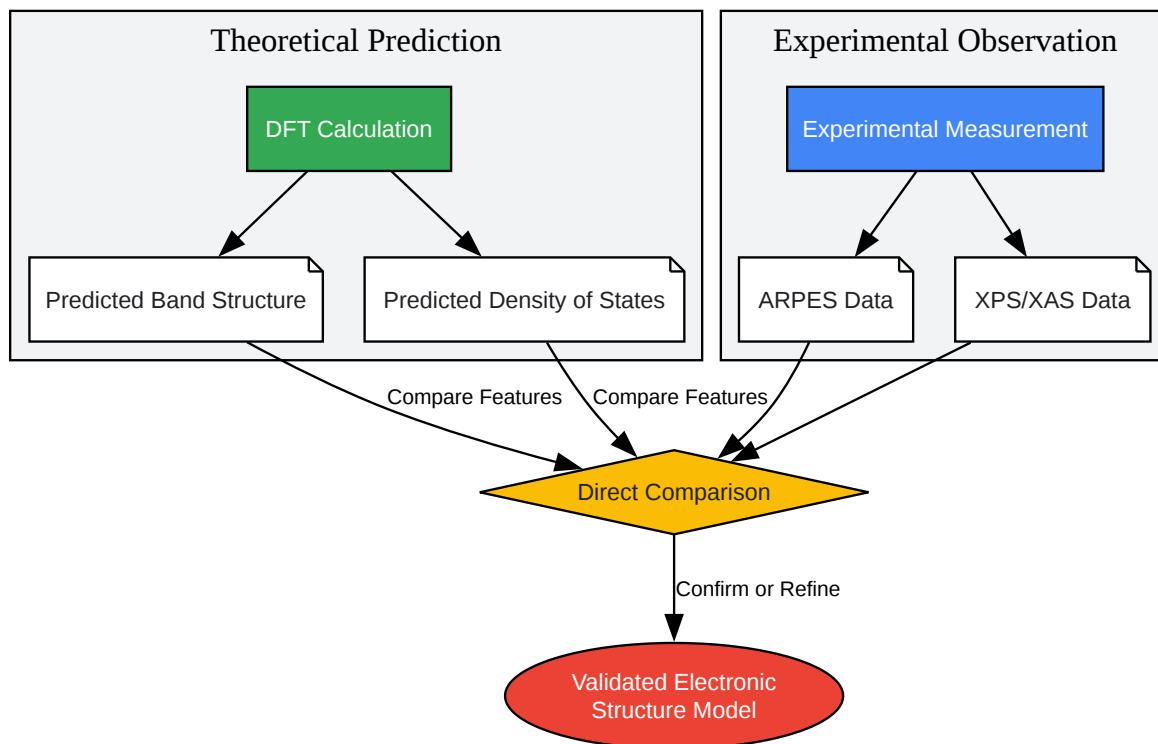 Theoretical Prediction
Experimental Observation
DFT Calculation
Experimental Measurement
Predicted Band Structure
Predicted Density of States
ARPES Data
XPS/XAS Data
Compare Features
Compare Features
Direct Comparison
Confirm or Refine
Validated Electronic
Structure Model